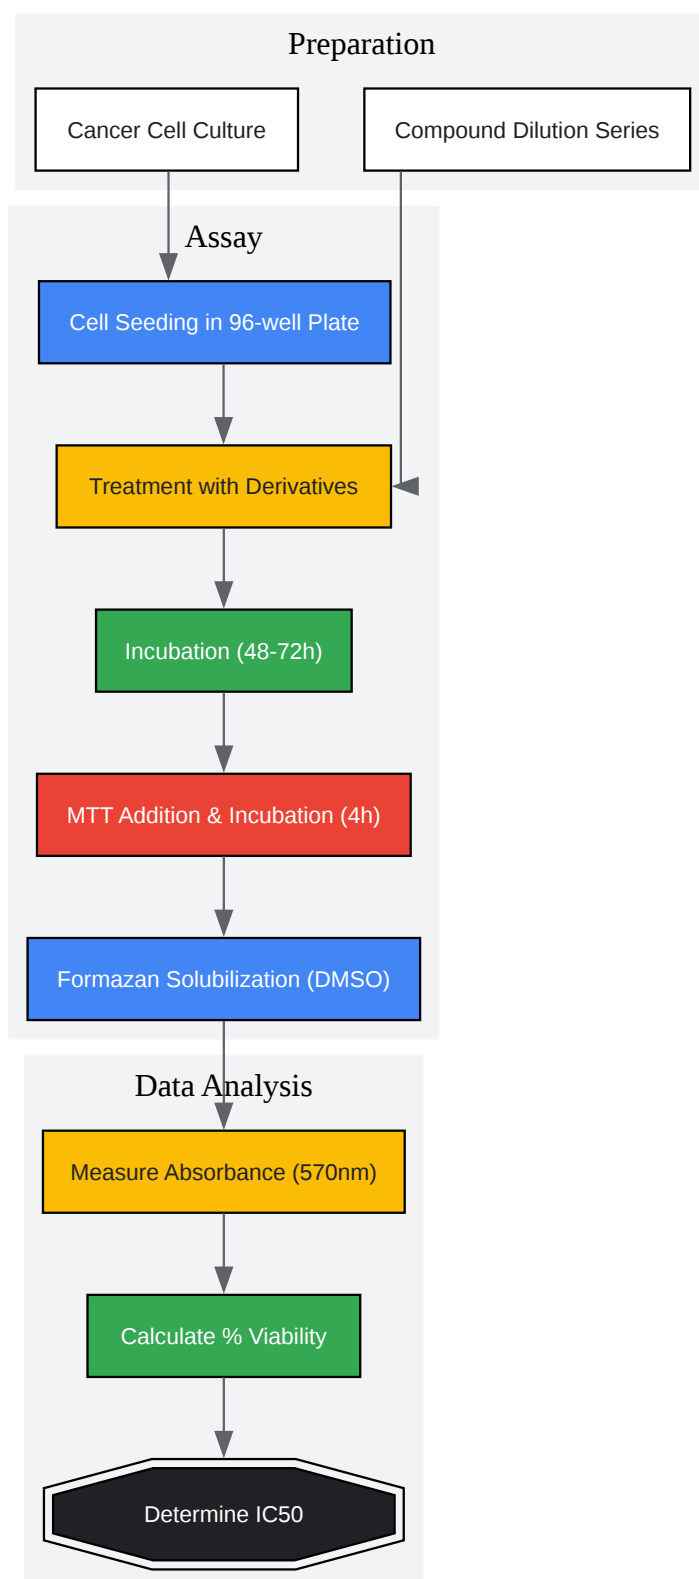 Preparation
Cancer Cell Culture
Compound Dilution Series
Assay
Cell Seeding in 96-well Plate
Treatment with Derivatives
Incubation (48-72h)
MTT Addition & Incubation (4h)
Formazan Solubilization (DMSO)
Data Analysis
Measure Absorbance (570nm)
Calculate % Viability
Determine IC50